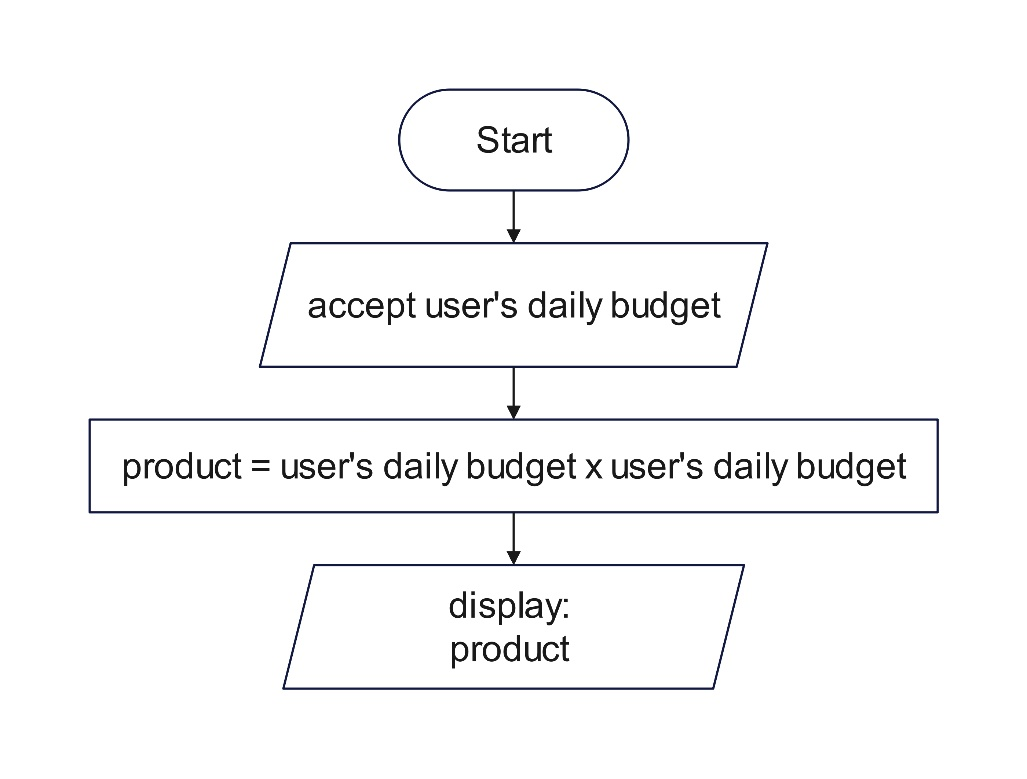 Start
accept user's daily budget
product = user's daily budget x user's daily budget
display:
product